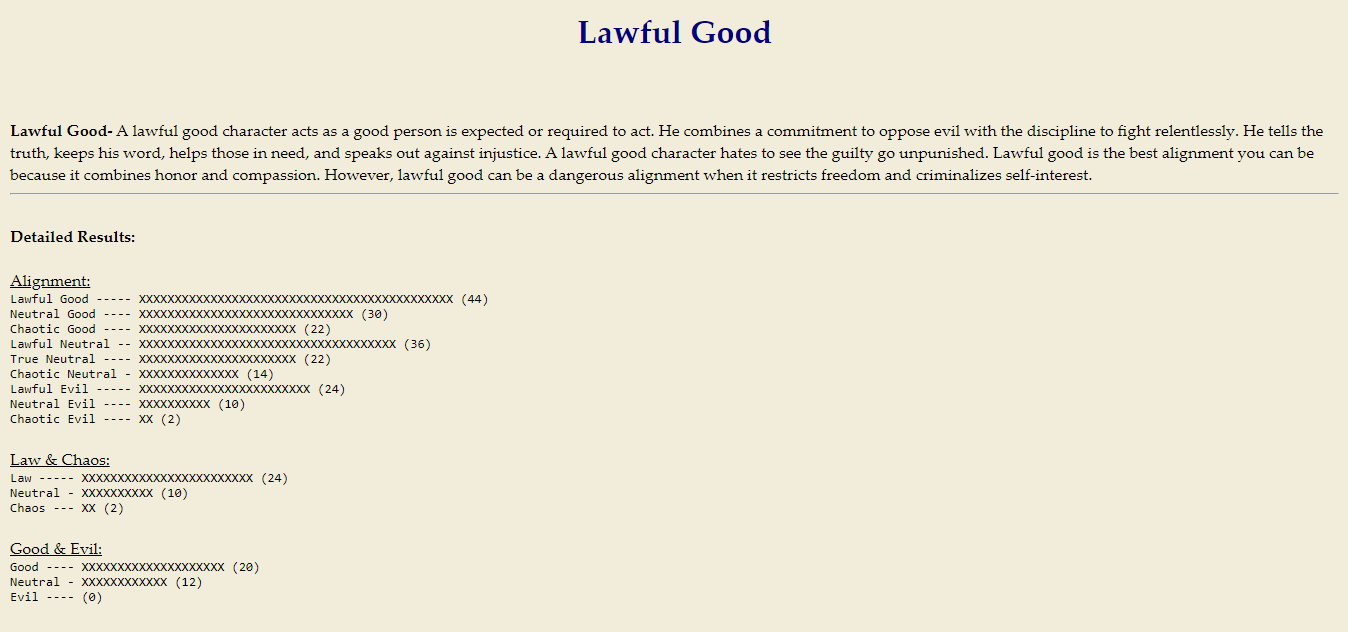 Lawful Good
Lawful Good- A lawful good character acts as a good person is expected or required to act. He combines a commitment to oppose evil with the discipline to fight relentlessly. He tells the
truth, keeps his word, helps those in need, and speaks out against injustice. A lawful good character hates to see the guilty go unpunished. Lawful good is the best alignment you can be
because it combines honor and compassion. However, lawful good can be a dangerous alignment when it restricts freedom and criminalizes self-interest.
Detailed Results:
Alignment:
Lawful Good ----- XXXXXXXXXXXXXXXXXXXXXXXXXXXXXXXXXXXXXXXXXXXX (44)
Neutral Good ---- XXXXXXXXXXXXXXXXXXXXXXXXXXXXXX (30)
Chaotic Good ---- XXXXXXXXXXXXXXXXXXXXXX (22)
Lawful Neutral -- XXXXXXXXXXXXXXXXXXXXXXXXXXXXXXXXXXXX (36)
True Neutral ---- XXXXXXXXXXXXXXXXXXXXXX (22)
Chaotic Neutral - XXXXXXXXXXXXXX (14)
Lawful Evil ----- XXXXXXXXXXXXXXXXXXXXXXXX (24)
Neutral Evil ---- XXXXXXXXXX (10)
Chaotic Evil ---- XX (2)
Law & Chaos:
Law ----- XXXXXXXXXXXXXXXXXXXXXXXX (24)
Neutral - XXXXXXXXXX (10)
Chaos --- XX (2)
Good & Evil:
Good ---- XXXXXXXXXXXXXXXXXXXX (20)
Neutral - XXXXXXXXXXXX (12)
Evil ---- (0)